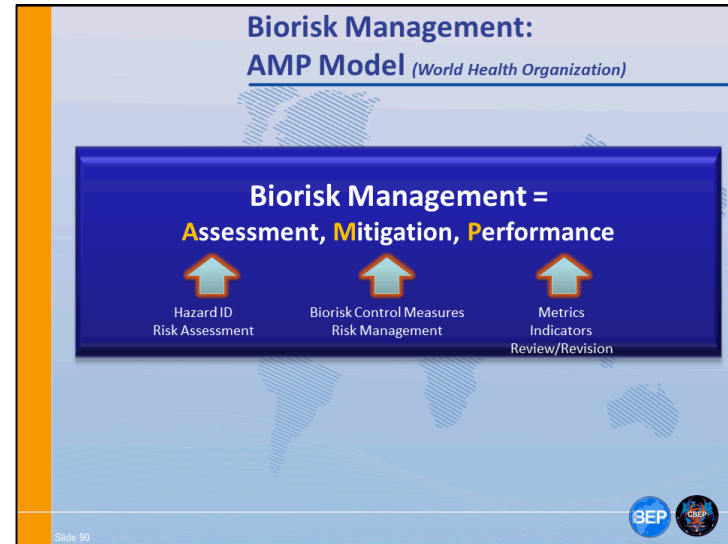 Biorisk Management:
AMP Model (World Health Organization)
Biorisk Management =
Assessment, Mitigation, Performance
Hazard ID
Risk Assessment
Biorisk Control Measures
Risk Management
Metrics
Indicators
Review/Revision
Slide 90
BEP
CBEP